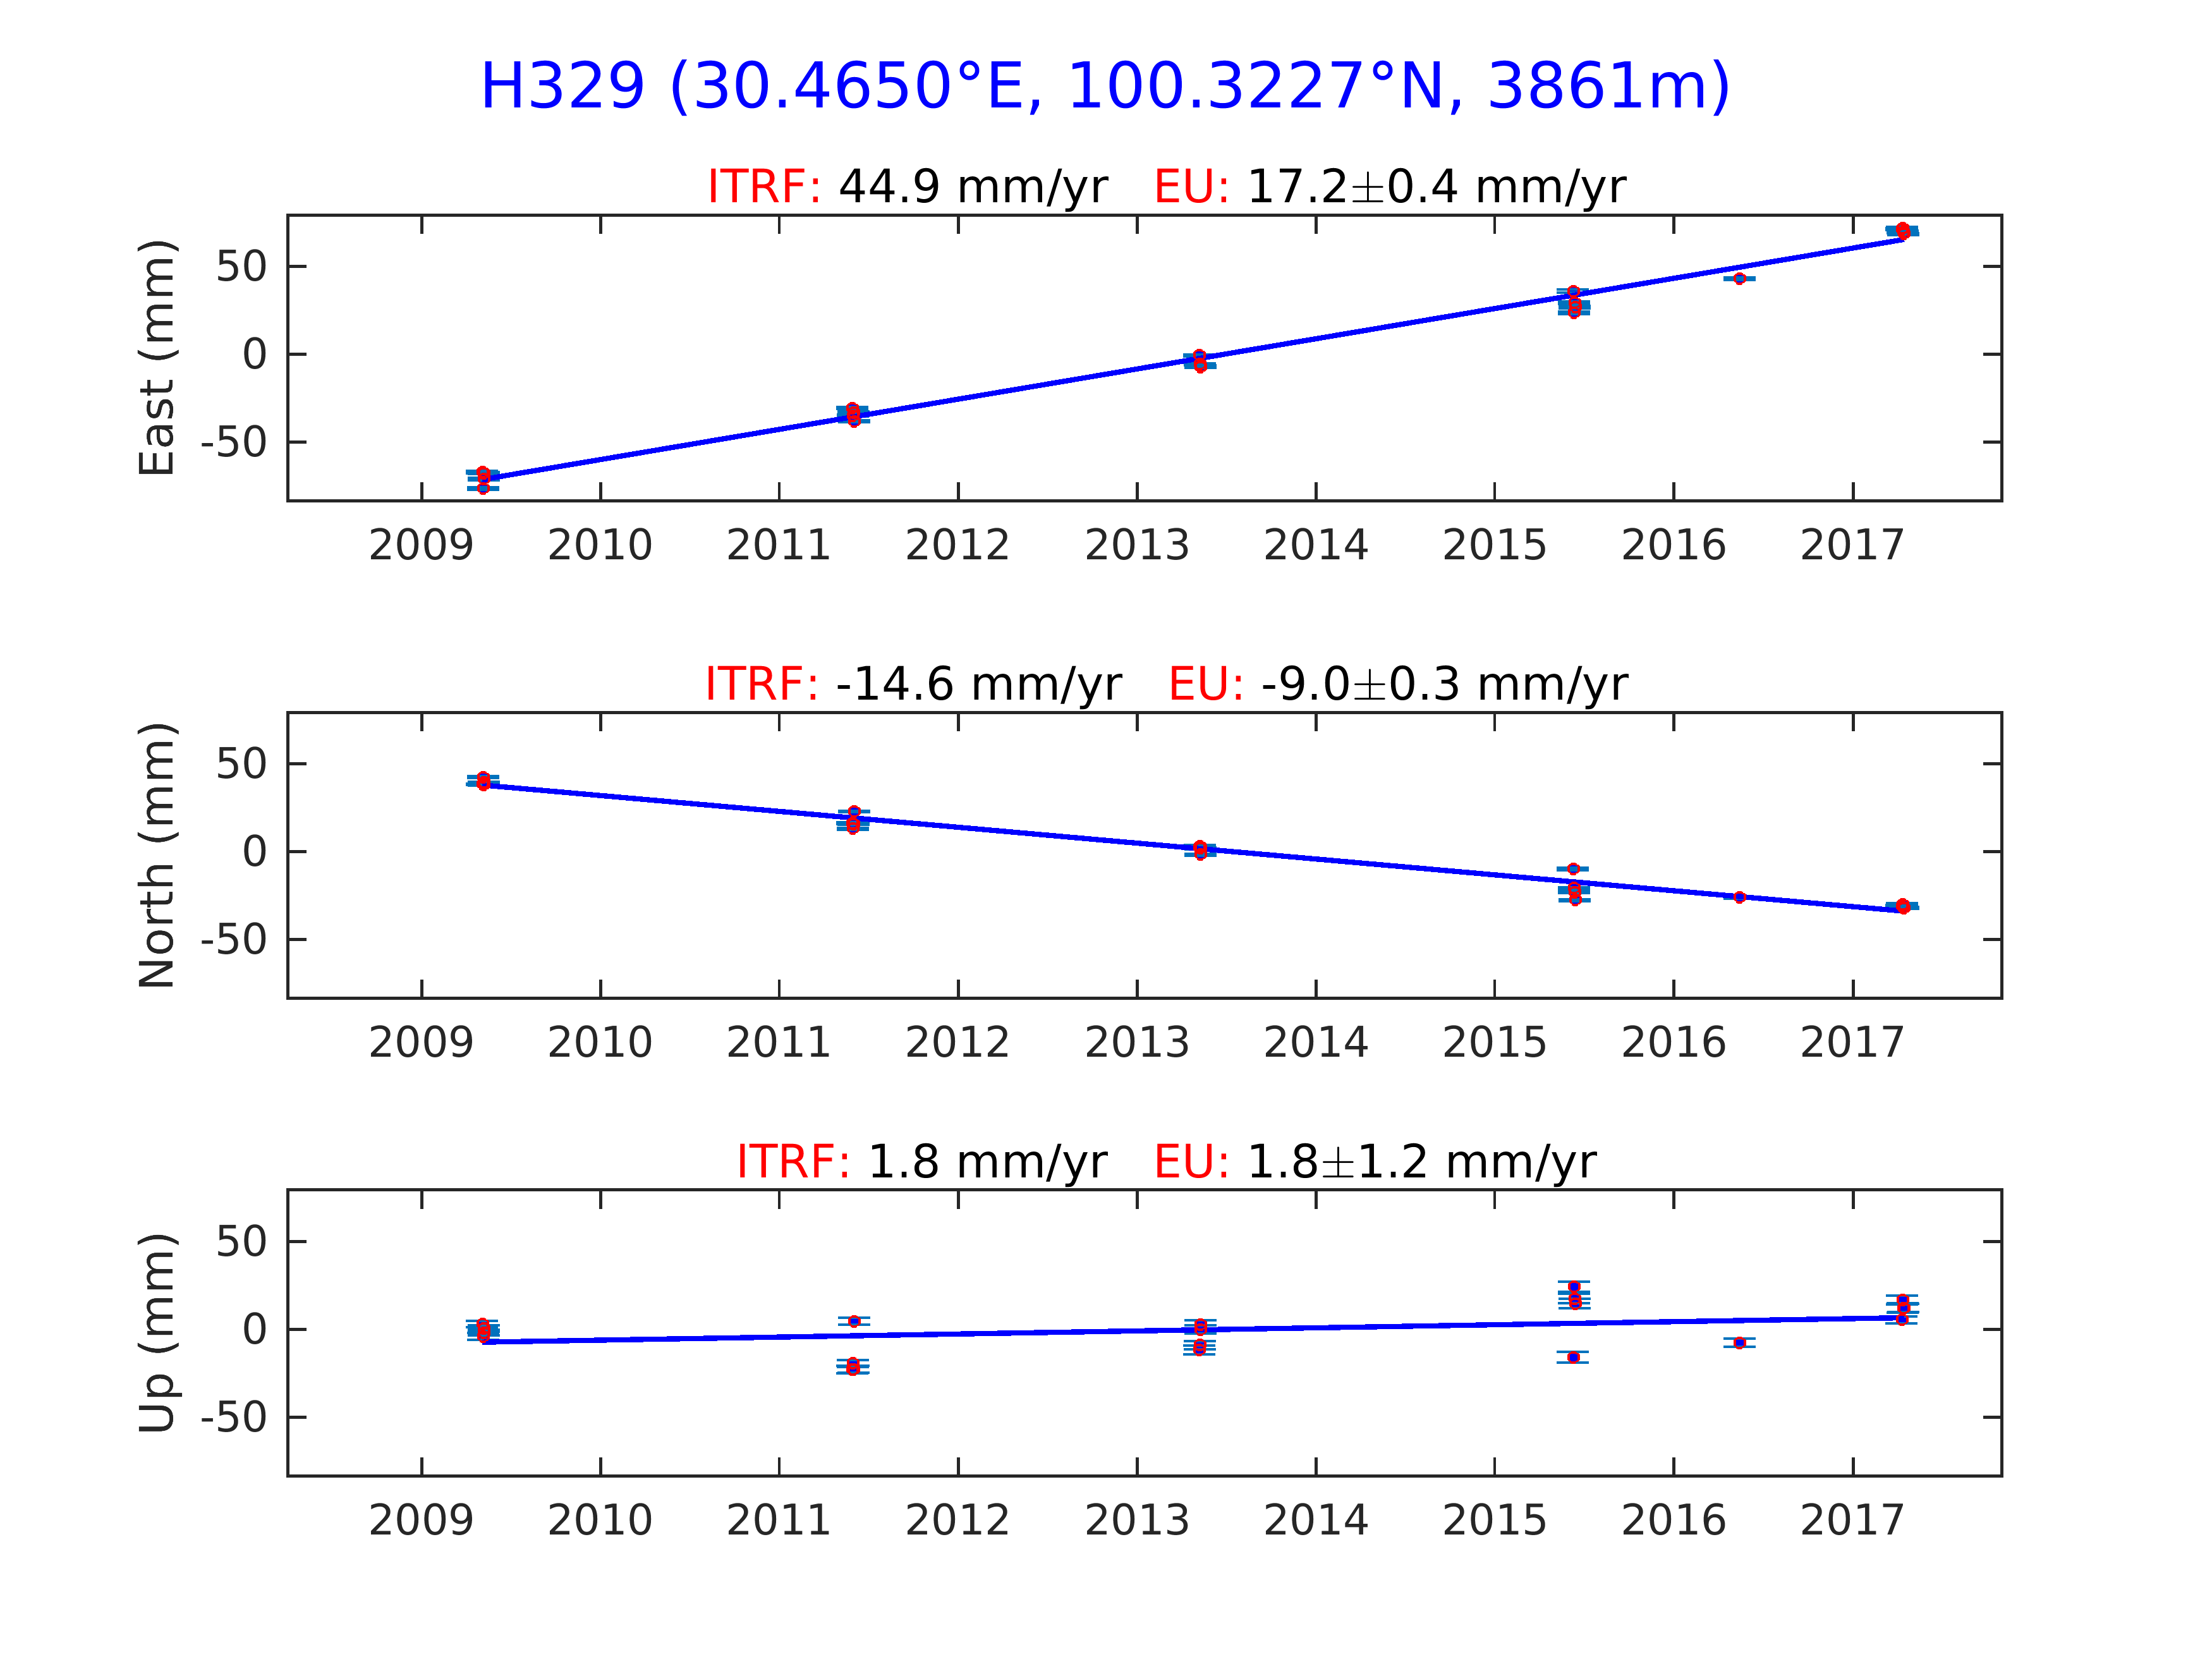 H329 (30.4650°E, 100.3227°N, 3861m)
ITRF: 44.9 mm/yr EU: 17.2±0.4 mm/yr
East (mm)
50
0
-50
2009 2010 2011 2012 2013 2014 2015 2016 2017
ITRF: -14.6 mm/yr EU: -9.0±0.3 mm/yr
North (mm)
50
0
-50
2009 2010 2011 2012 2013 2014 2015 2016 2017
ITRF: 1.8 mm/yr EU: 1.8±1.2 mm/yr
Up (mm)
50
0
-50
2009 2010 2011 2012 2013 2014 2015 2016 2017